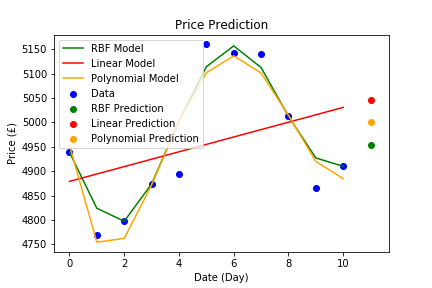 Price Prediction
RBF Model
Linear Model
Polynomial Model
Data
RBF Prediction
Linear Prediction
Polynomial Prediction
Price (£)
5150
5100
5050
5000
4950
4900
4850
4800
4750
0 2 4 6 8 10
Date (Day)